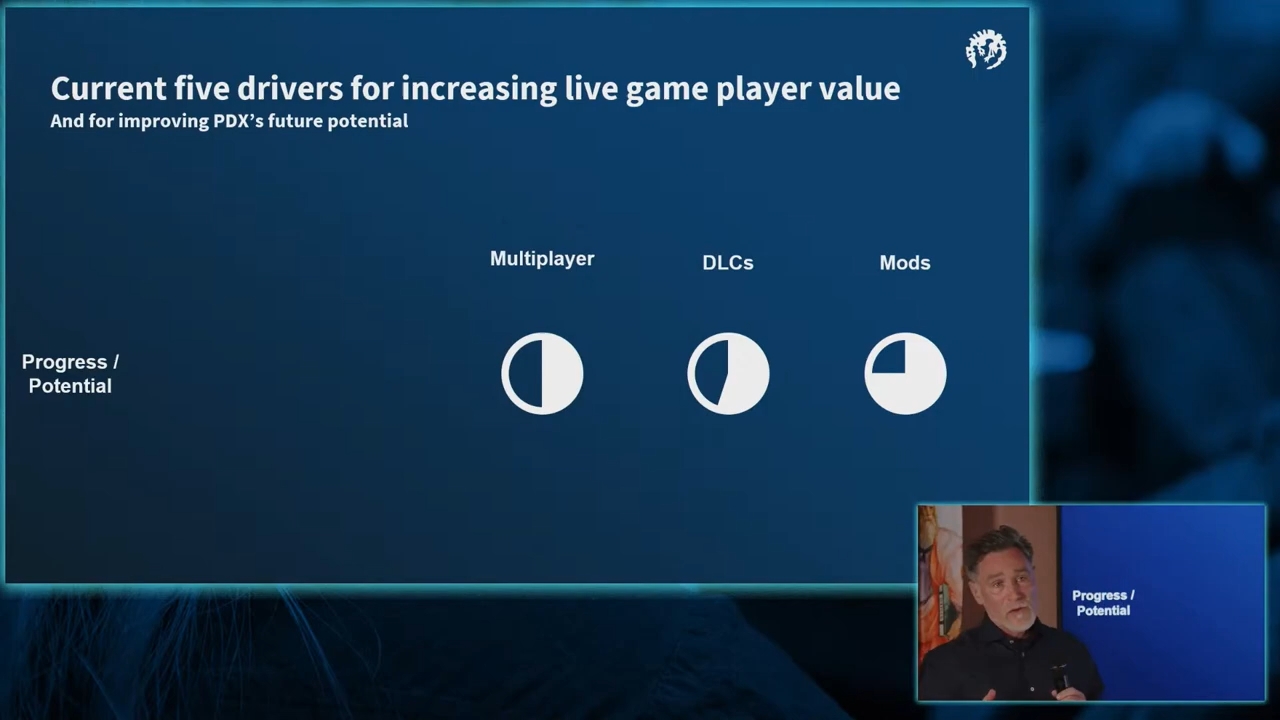 Current five drivers for increasing live game player value
And for improving PDX's future potential
Multiplayer
DLCs
Mods
Progress /
Potential
Progress /
Potential